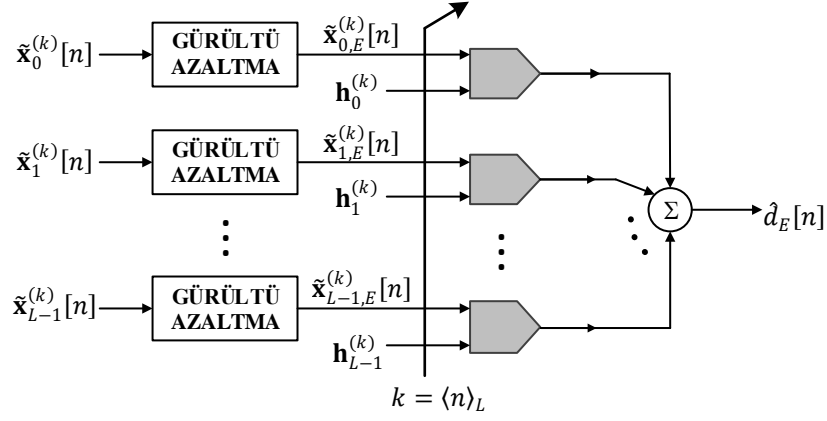 x̃₀⁽ᵏ⁾[n]
GÜRÜLTÜ
AZALTMA
x̃₀,E⁽ᵏ⁾[n]
h₀⁽ᵏ⁾
x̃₁⁽ᵏ⁾[n]
GÜRÜLTÜ
AZALTMA
x̃₁,E⁽ᵏ⁾[n]
h₁⁽ᵏ⁾
Σ
d̂_E[n]
x̃_{L−1}⁽ᵏ⁾[n]
GÜRÜLTÜ
AZALTMA
x̃_{L−1,E}⁽ᵏ⁾[n]
h_{L−1}⁽ᵏ⁾
k = ⟨n⟩_L